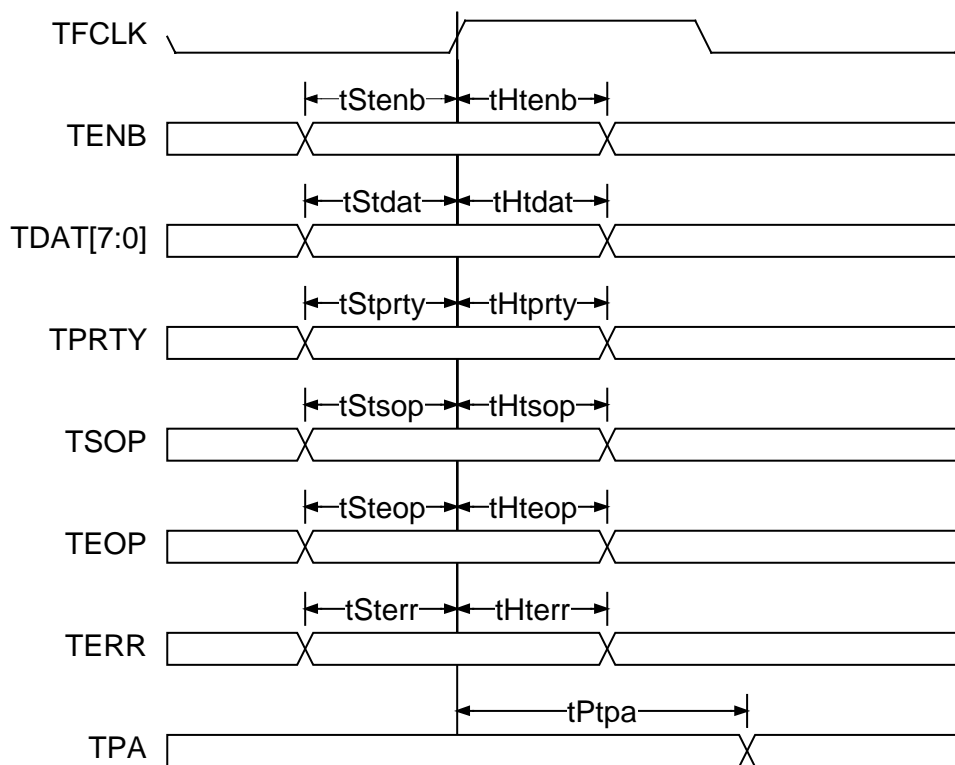 TFCLK
tStenb tHtenb
TENB
tStdat tHtdat
TDAT[7:0]
tStprty tHtprty
TPRTY
tStsop tHtsop
TSOP
tSteop tHteop
TEOP
tSterr tHterr
TERR
tPtpa
TPA